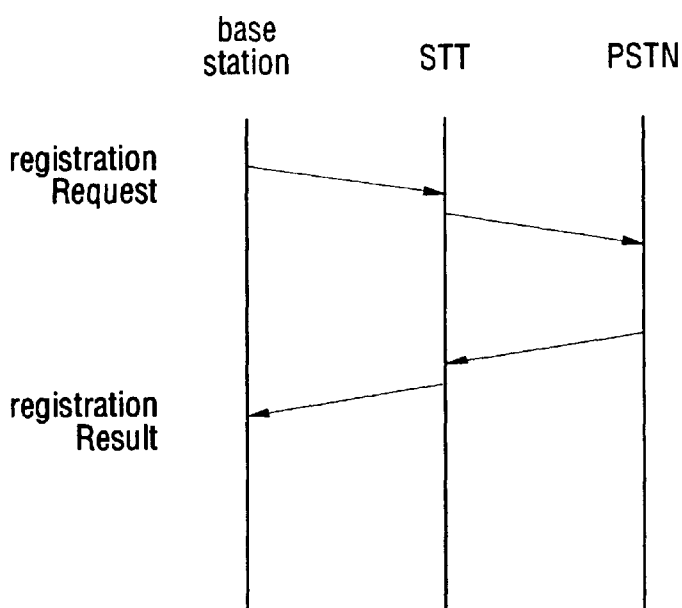 base
station
STT
PSTN
registration
Request
registration
Result